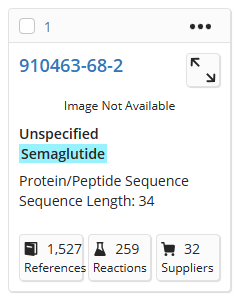 1 •••
910463-68-2
Image Not Available
Unspecified
Semaglutide
Protein/Peptide Sequence
Sequence Length: 34
1,527 259 32
References Reactions Suppliers